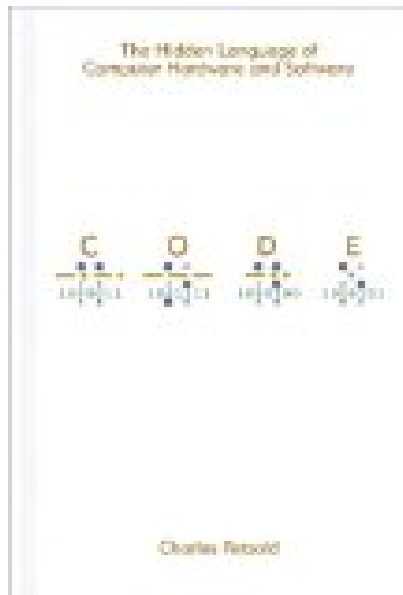 The Hidden Language of
Computer Hardware and Software
C O D E
Charles Petzold